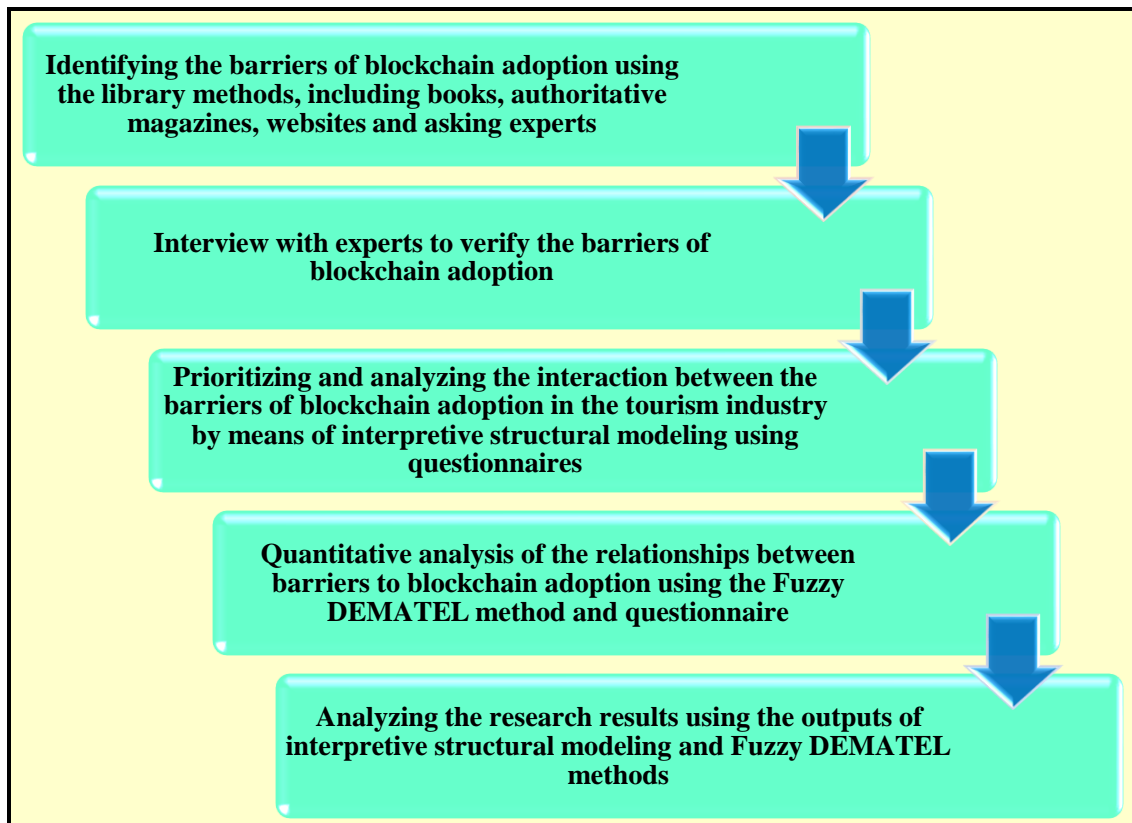 Identifying the barriers of blockchain adoption using
the library methods, including books, authoritative
magazines, websites and asking experts
Interview with experts to verify the barriers of
blockchain adoption
Prioritizing and analyzing the interaction between the
barriers of blockchain adoption in the tourism industry
by means of interpretive structural modeling using
questionnaires
Quantitative analysis of the relationships between
barriers to blockchain adoption using the Fuzzy
DEMATEL method and questionnaire
Analyzing the research results using the outputs of
interpretive structural modeling and Fuzzy DEMATEL
methods